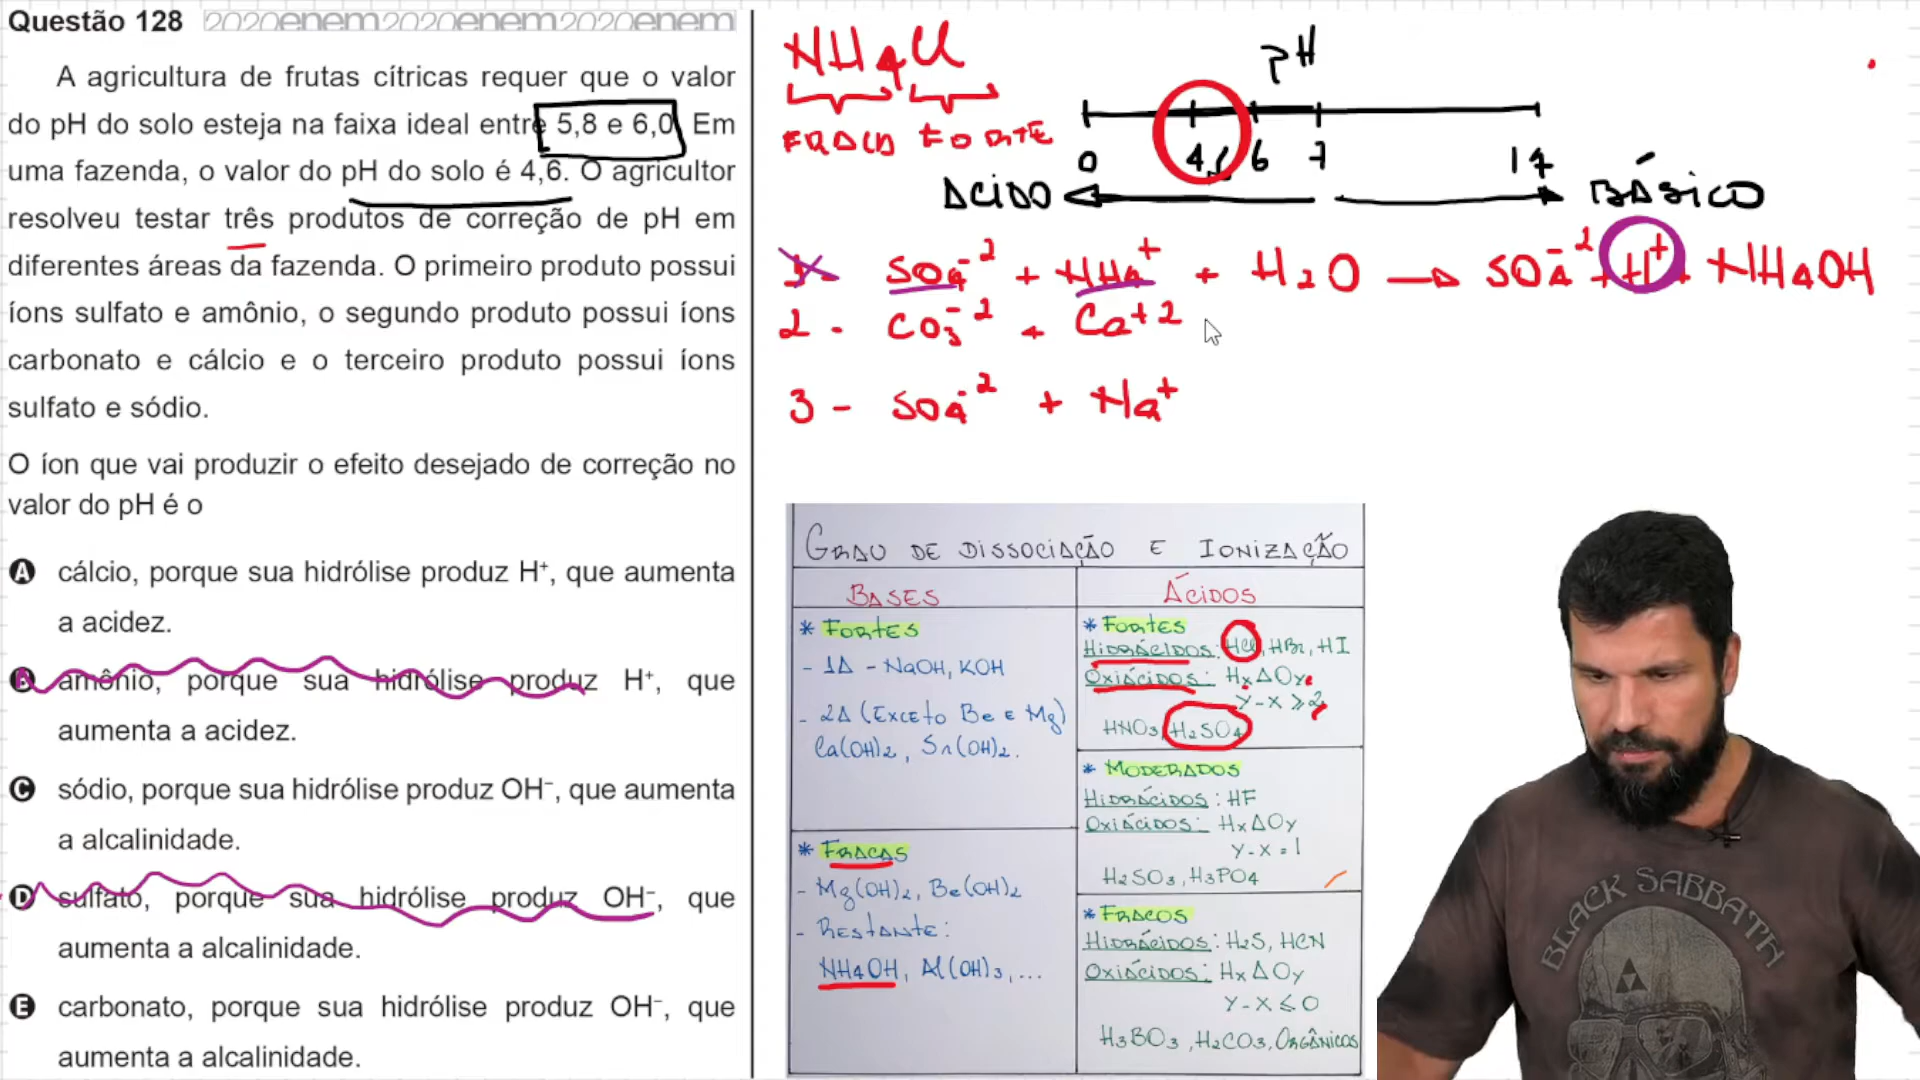 Questão 128 2020enem2020enem2020enem
A agricultura de frutas cítricas requer que o valor
do pH do solo esteja na faixa ideal entre 5,8 e 6,0. Em
uma fazenda, o valor do pH do solo é 4,6. O agricultor
resolveu testar três produtos de correção de pH em
diferentes áreas da fazenda. O primeiro produto possui
íons sulfato e amônio, o segundo produto possui íons
carbonato e cálcio e o terceiro produto possui íons
sulfato e sódio.
O íon que vai produzir o efeito desejado de correção no
valor do pH é o
A cálcio, porque sua hidrólise produz H⁺, que aumenta
a acidez.
B amônio, porque sua hidrólise produz H⁺, que
aumenta a acidez.
C sódio, porque sua hidrólise produz OH⁻, que aumenta
a alcalinidade.
D sulfato, porque sua hidrólise produz OH⁻, que
aumenta a alcalinidade.
E carbonato, porque sua hidrólise produz OH⁻, que
aumenta a alcalinidade.
NH4Cl
FRACA FORTE
pH
0 4 6 7 14
ÁCIDO BÁSICO
1- SO4⁻² + NH4⁺ + H2O → SO4⁻² + H⁺ + NH4OH
2 - CO3⁻² + Ca⁺²
3 - SO4⁻² + Na⁺
GRAU DE DISSOCIAÇÃO E IONIZAÇÃO
BASES
* FORTES
- 1A - NaOH, KOH
- 2A (EXCETO Be E Mg)
Ca(OH)2, Sr(OH)2.
* FRACAS
- Mg(OH)2, Be(OH)2
- RESTANTE:
NH4OH, Al(OH)3, ...
ÁCIDOS
* FORTES
HIDRÁCIDOS: HCl, HBr, HI
OXIÁCIDOS: HxAOy
y-x ≥ 2
HNO3, H2SO4
* MODERADOS
HIDRÁCIDOS: HF
OXIÁCIDOS: HxAOy
y-x = 1
H2SO3, H3PO4
* FRACOS
HIDRÁCIDOS: H2S, HCN
OXIÁCIDOS: HxAOy
y-x ≤ 0
H3BO3, H2CO3, ORGÂNICOS
BLACK SABBATH